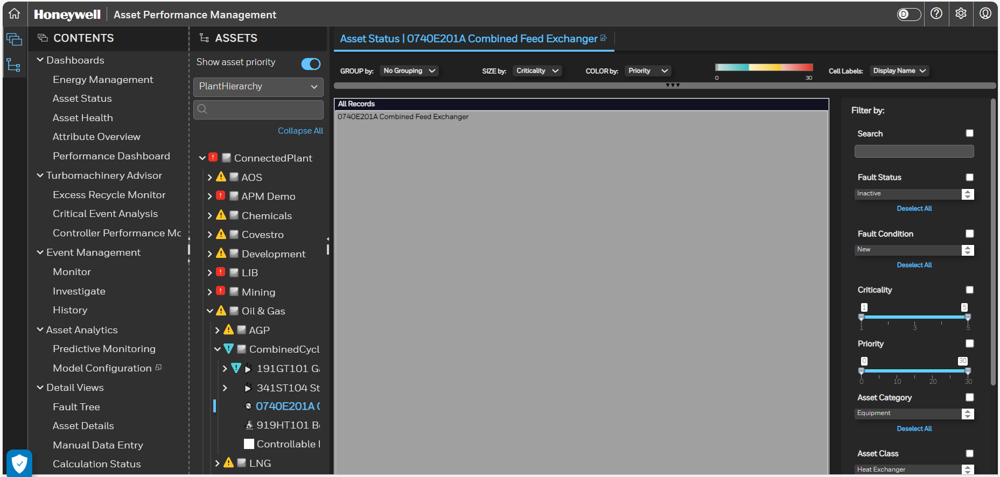 Honeywell Asset Performance Management
D
CONTENTS
Dashboards
Energy Management
Asset Status
Asset Health
Attribute Overview
Performance Dashboard
Turbomachinery Advisor
Excess Recycle Monitor
Critical Event Analysis
Controller Performance Mo
Event Management
Monitor
Investigate
History
Asset Analytics
Predictive Monitoring
Model Configuration
Detail Views
Fault Tree
Asset Details
Manual Data Entry
Calculation Status
ASSETS
Show asset priority
PlantHierarchy
Collapse All
ConnectedPlant
AOS
APM Demo
Chemicals
Covestro
Development
LIB
Mining
Oil & Gas
AGP
CombinedCycl
191GT101 Ga
341ST104 St
0740E201A C
919HT101 Bo
Controllable
LNG
Asset Status | 0740E201A Combined Feed Exchanger
GROUP by: No Grouping SIZE by: Criticality COLOR by: Priority 0 30 Cell Labels: Display Name
All Records
0740E201A Combined Feed Exchanger
Filter by:
Search
Fault Status
Inactive
Deselect All
Fault Condition
New
Deselect All
Criticality
1 5
1 3 5
Priority
0 30
0 10 20 30
Asset Category
Equipment
Deselect All
Asset Class
Heat Exchanger